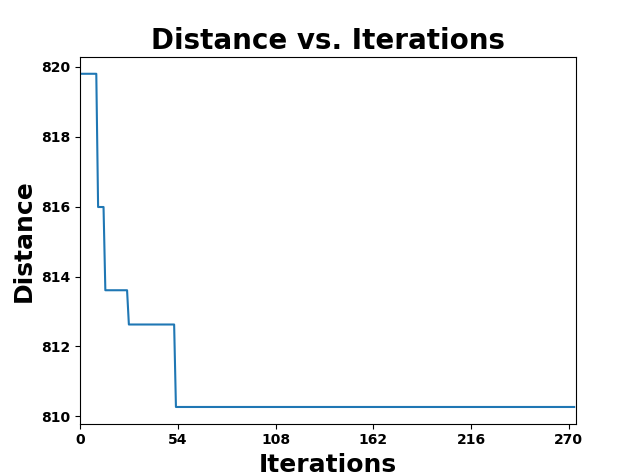 Distance vs. Iterations
820
818
816
814
812
810
Distance
0 54 108 162 216 270
Iterations